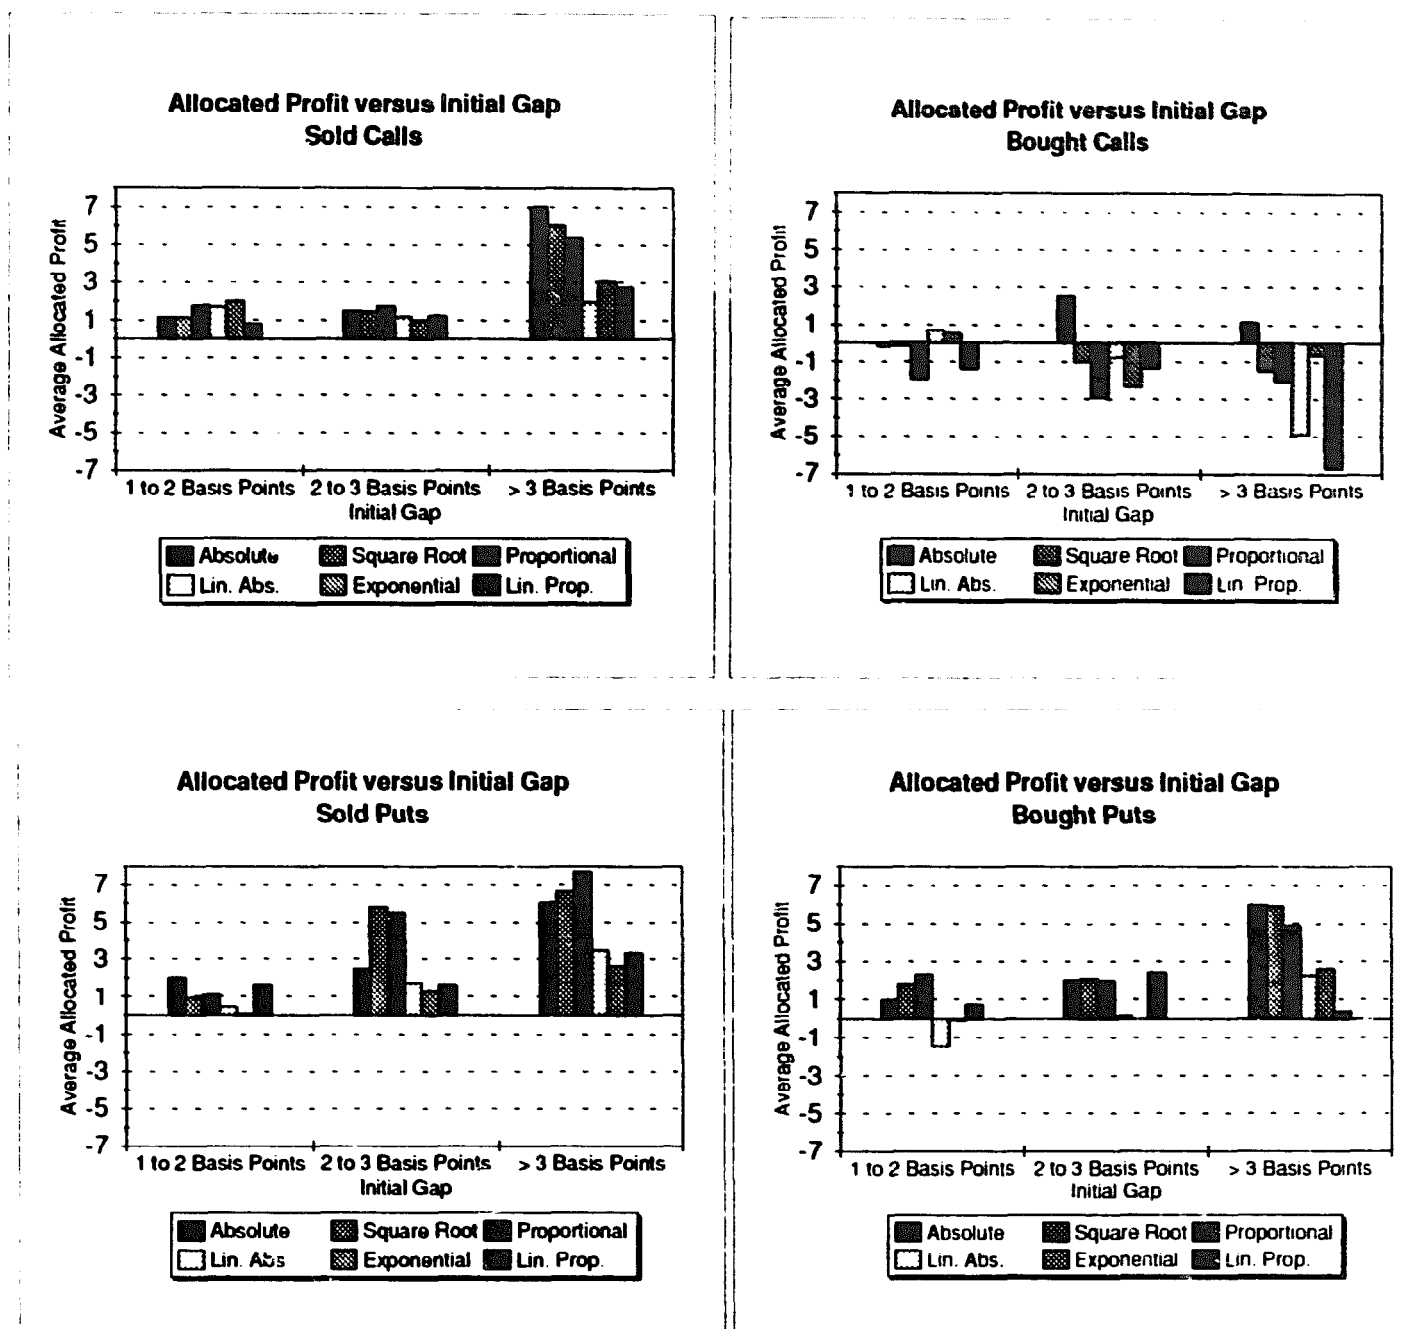 Allocated Profit versus Initial Gap
Sold Calls
Average Allocated Profit
7
5
3
1
-1
-3
-5
-7
1 to 2 Basis Points 2 to 3 Basis Points > 3 Basis Points
Initial Gap
Absolute Square Root Proportional
Lin. Abs. Exponential Lin. Prop.
Allocated Profit versus Initial Gap
Bought Calls
Average Allocated Profit
7
5
3
1
-1
-3
-5
-7
1 to 2 Basis Points 2 to 3 Basis Points > 3 Basis Points
Initial Gap
Absolute Square Root Proportional
Lin. Abs. Exponential Lin Prop.
Allocated Profit versus Initial Gap
Sold Puts
Average Allocated Profit
7
5
3
1
-1
-3
-5
-7
1 to 2 Basis Points 2 to 3 Basis Points > 3 Basis Points
Initial Gap
Absolute Square Root Proportional
Lin. Abs Exponential Lin. Prop.
Allocated Profit versus Initial Gap
Bought Puts
Average Allocated Profit
7
5
3
1
-1
-3
-5
-7
1 to 2 Basis Points 2 to 3 Basis Points > 3 Basis Points
Initial Gap
Absolute Square Root Proportional
Lin. Abs. Exponential Lin. Prop.